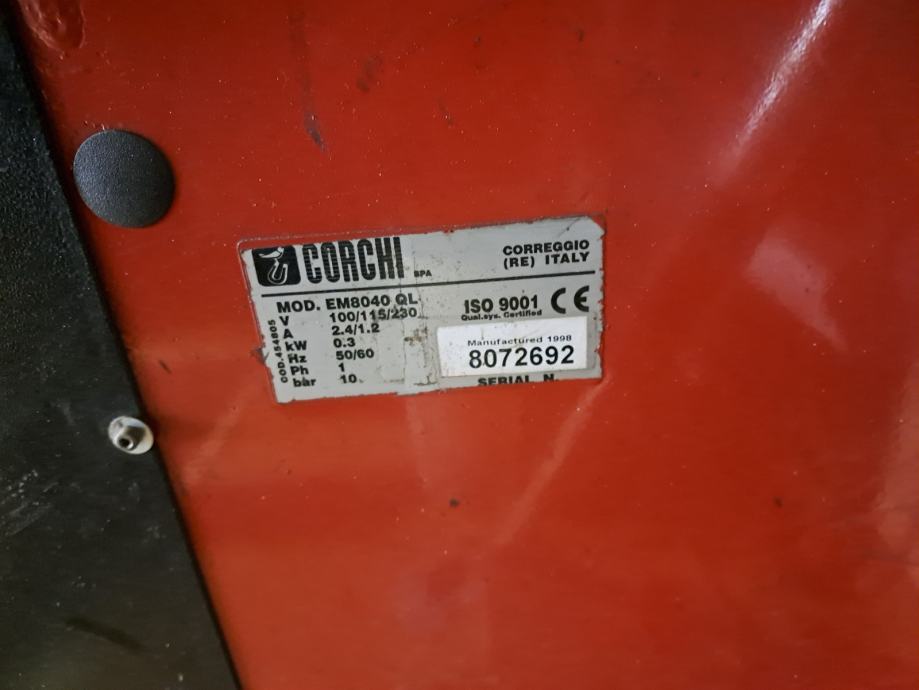 CORGHI SPA
CORREGGIO
(RE) ITALY
MOD. EM8040 QL
V 100/115/230
A 2.4/1.2
kW 0.3
Hz 50/60
Ph 1
bar 10
COD.454805
ISO 9001 CE
Qual.sys. Certified
Manufactured 1998
8072692
SERIAL N.